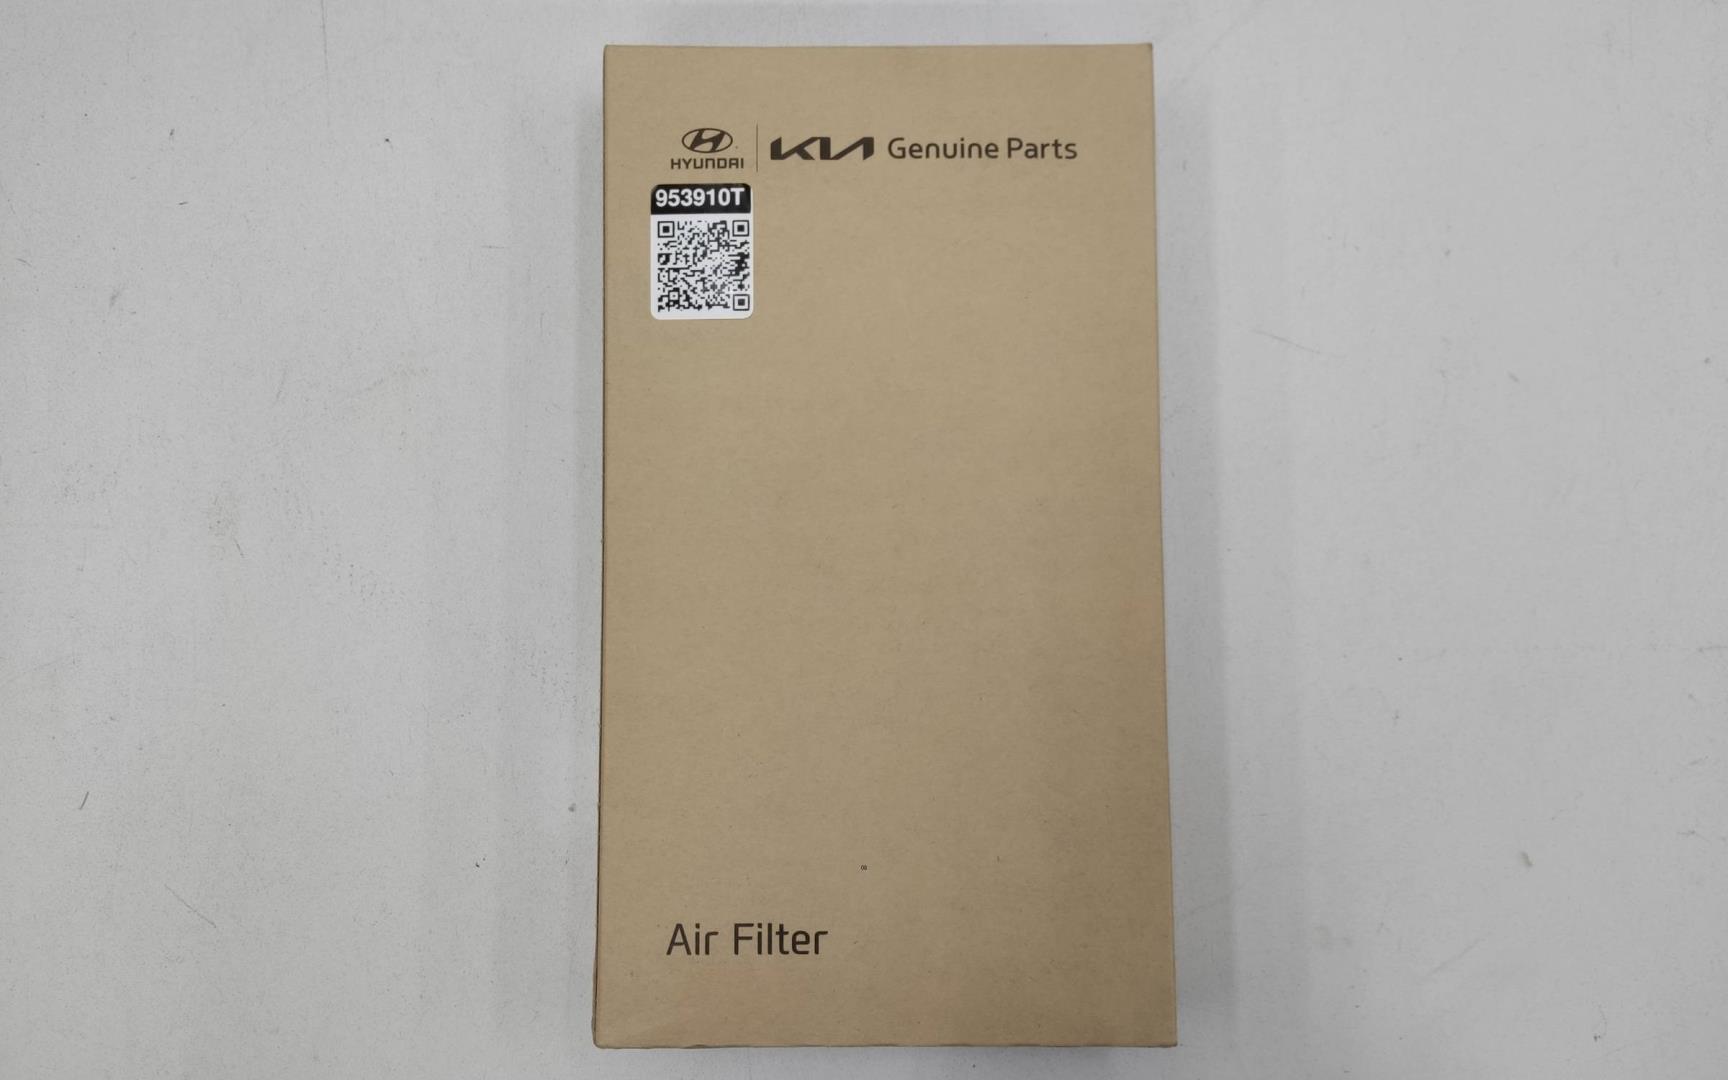 HYUNDAI KIA Genuine Parts
953910T
Air Filter